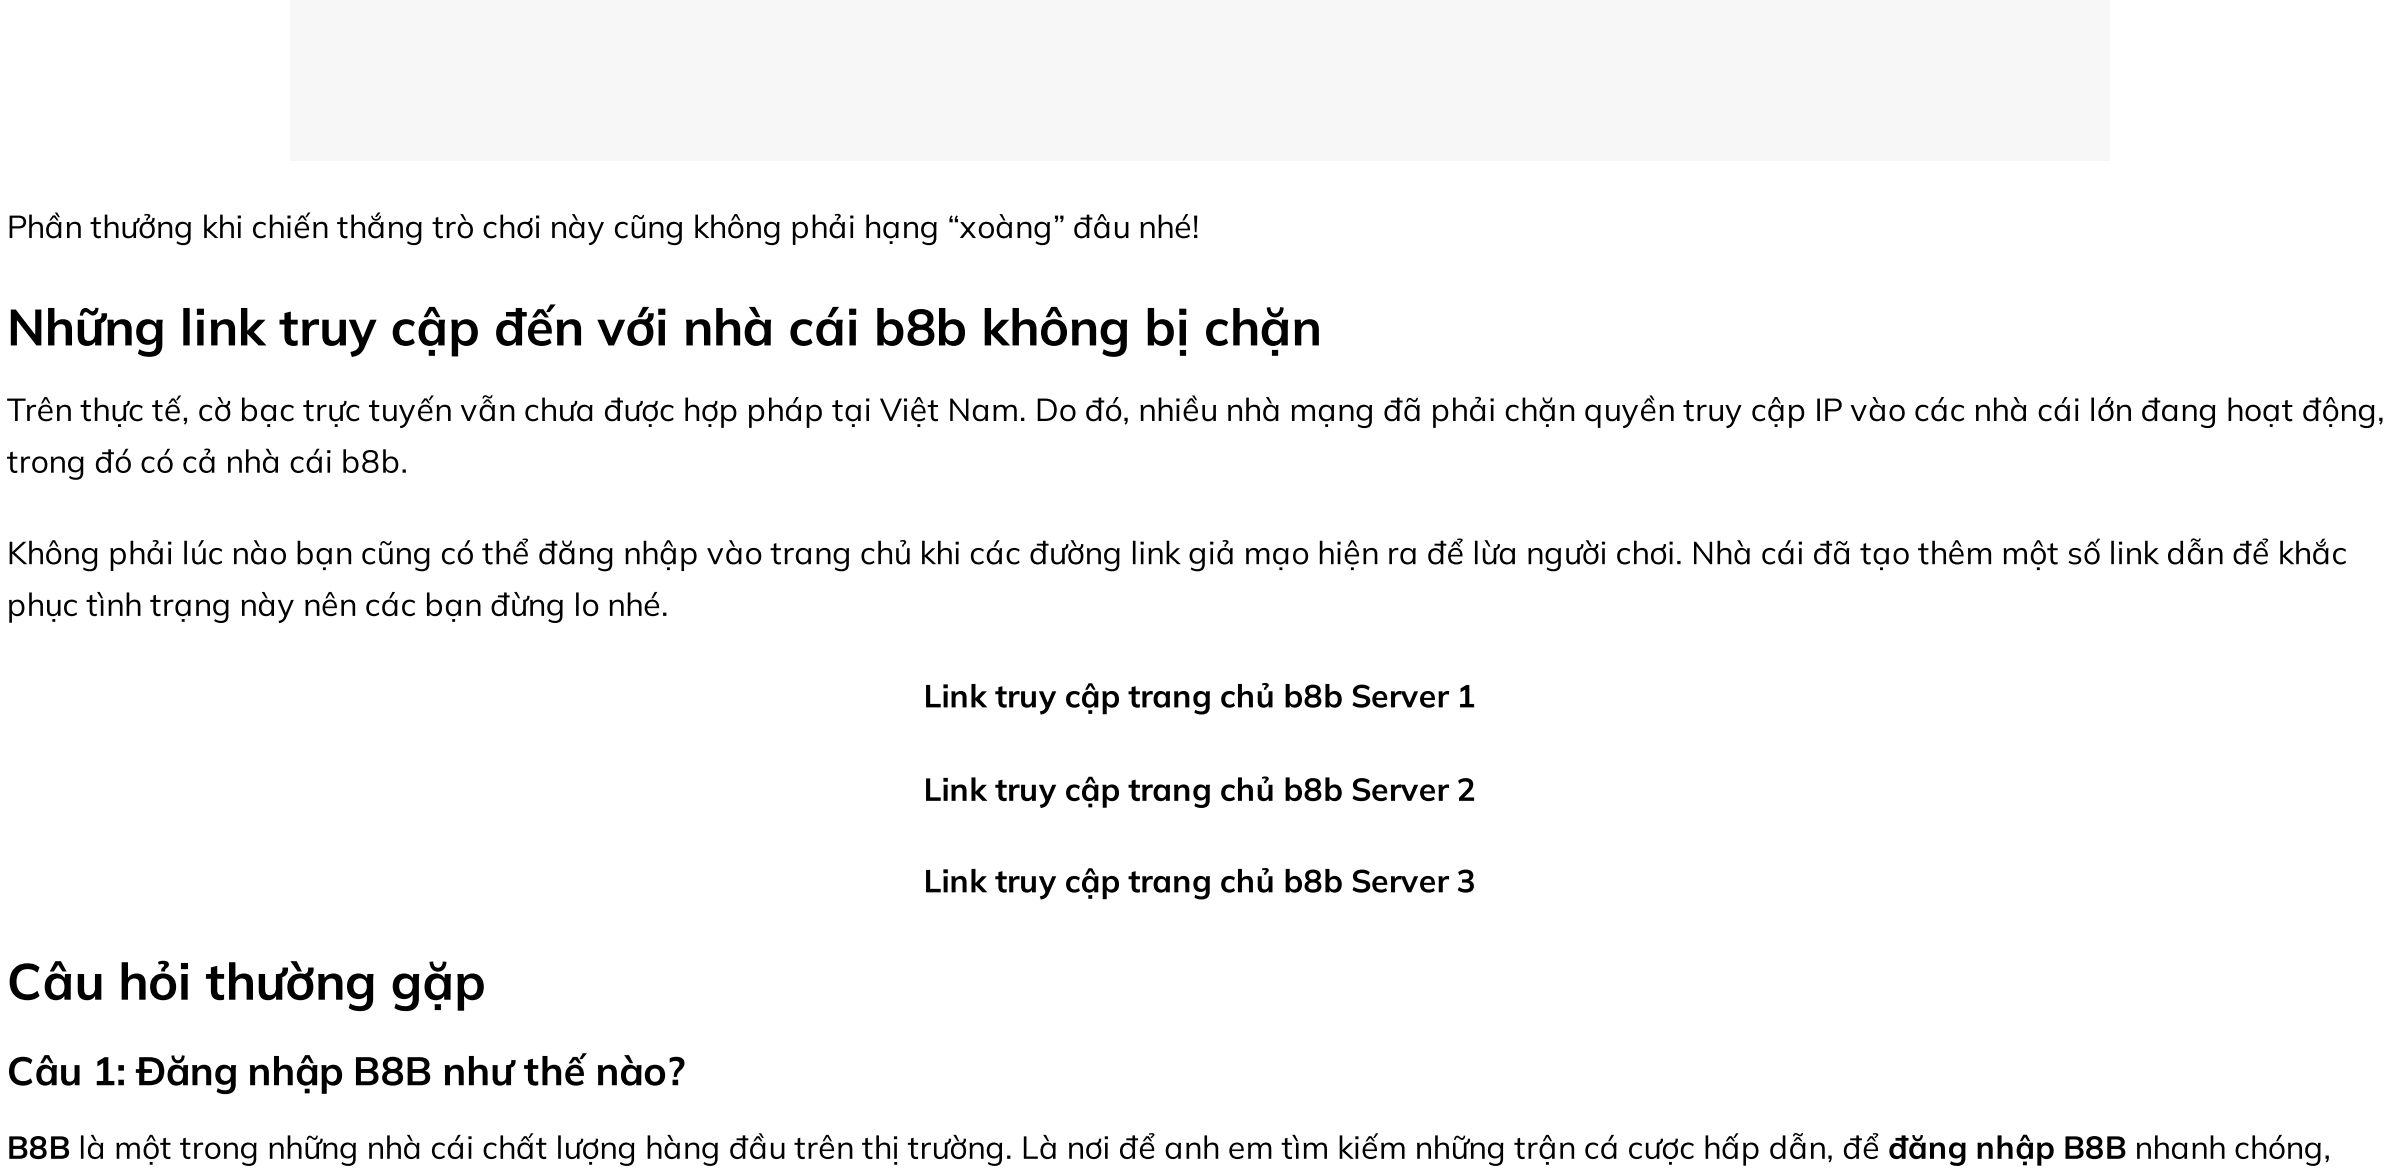 Phần thưởng khi chiến thắng trò chơi này cũng không phải hạng “xoàng” đâu nhé!
Những link truy cập đến với nhà cái b8b không bị chặn
Trên thực tế, cờ bạc trực tuyến vẫn chưa được hợp pháp tại Việt Nam. Do đó, nhiều nhà mạng đã phải chặn quyền truy cập IP vào các nhà cái lớn đang hoạt động,
trong đó có cả nhà cái b8b.
Không phải lúc nào bạn cũng có thể đăng nhập vào trang chủ khi các đường link giả mạo hiện ra để lừa người chơi. Nhà cái đã tạo thêm một số link dẫn để khắc
phục tình trạng này nên các bạn đừng lo nhé.
Link truy cập trang chủ b8b Server 1
Link truy cập trang chủ b8b Server 2
Link truy cập trang chủ b8b Server 3
Câu hỏi thường gặp
Câu 1: Đăng nhập B8B như thế nào?
B8B là một trong những nhà cái chất lượng hàng đầu trên thị trường. Là nơi để anh em tìm kiếm những trận cá cược hấp dẫn, để đăng nhập B8B nhanh chóng,